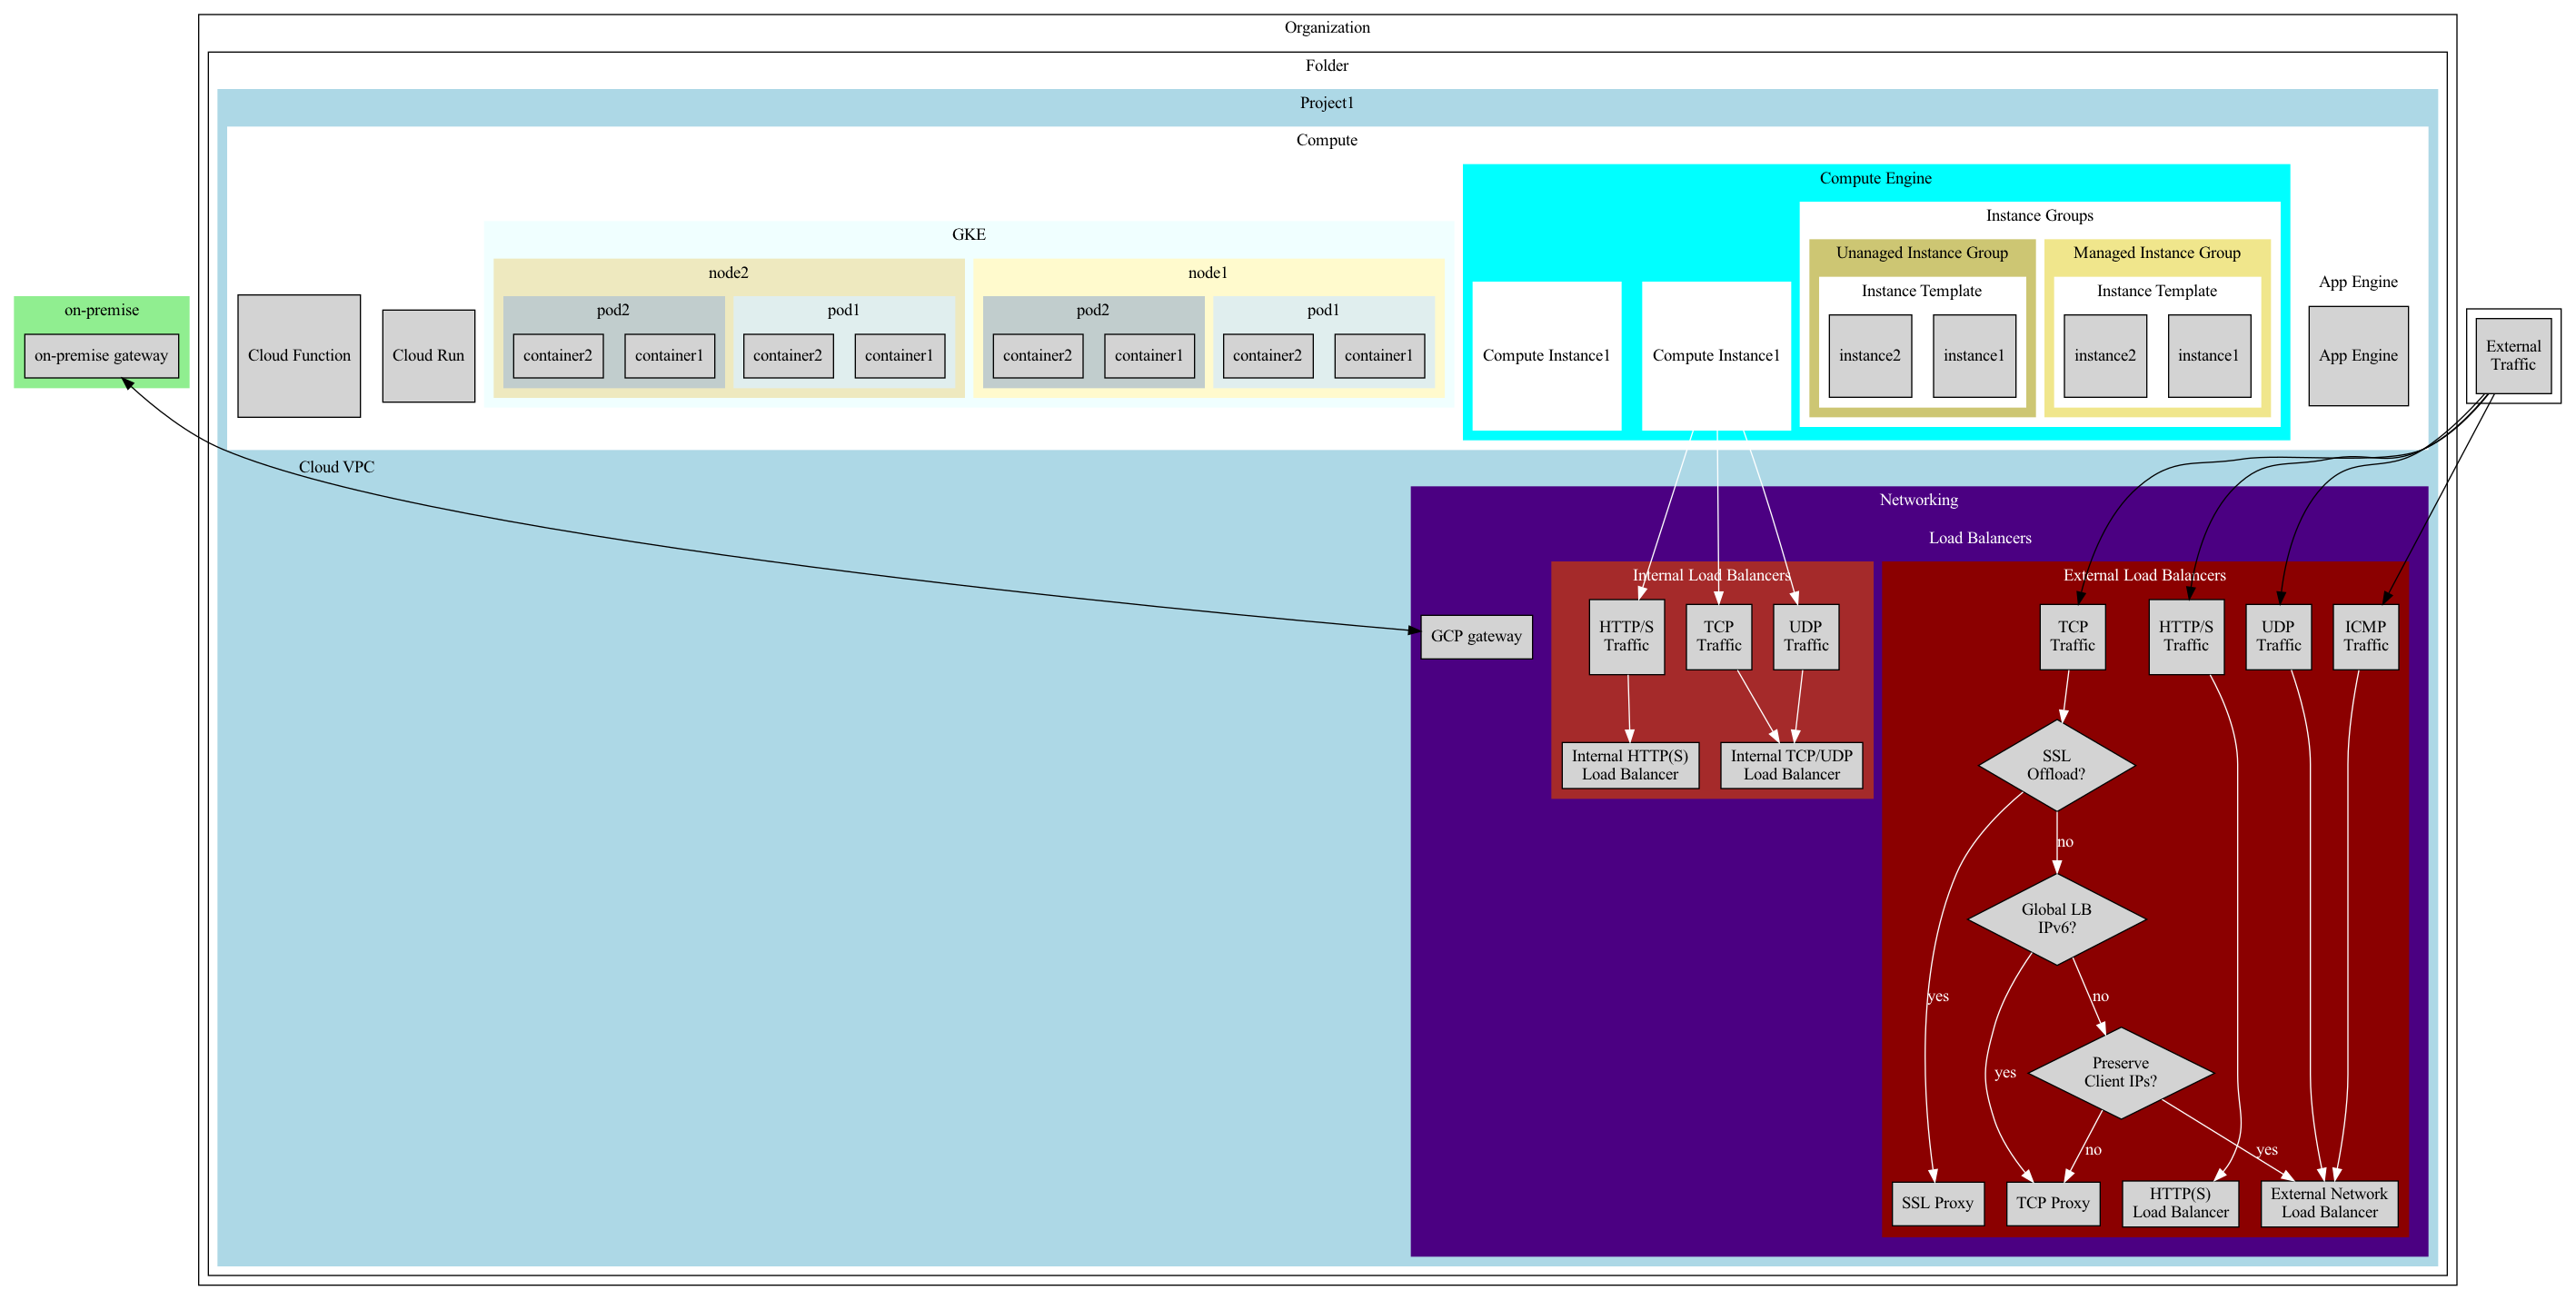 Organization
Folder
Project1
Compute
Compute Engine
Instance Groups
GKE
Unanaged Instance Group
Managed Instance Group
node2
node1
App Engine
Instance Template
Instance Template
on-premise
pod2
pod1
pod2
pod1
on-premise gateway
Cloud Function
Cloud Run
container2
container1
container2
container1
container2
container1
container2
container1
Compute Instance1
Compute Instance1
instance2
instance1
instance2
instance1
App Engine
External
Traffic
Cloud VPC
Networking
Load Balancers
Internal Load Balancers
External Load Balancers
GCP gateway
HTTP/S
Traffic
TCP
Traffic
UDP
Traffic
TCP
Traffic
HTTP/S
Traffic
UDP
Traffic
ICMP
Traffic
Internal HTTP(S)
Load Balancer
Internal TCP/UDP
Load Balancer
SSL
Offload?
no
Global LB
IPv6?
yes
no
yes
Preserve
Client IPs?
no
yes
SSL Proxy
TCP Proxy
HTTP(S)
Load Balancer
External Network
Load Balancer